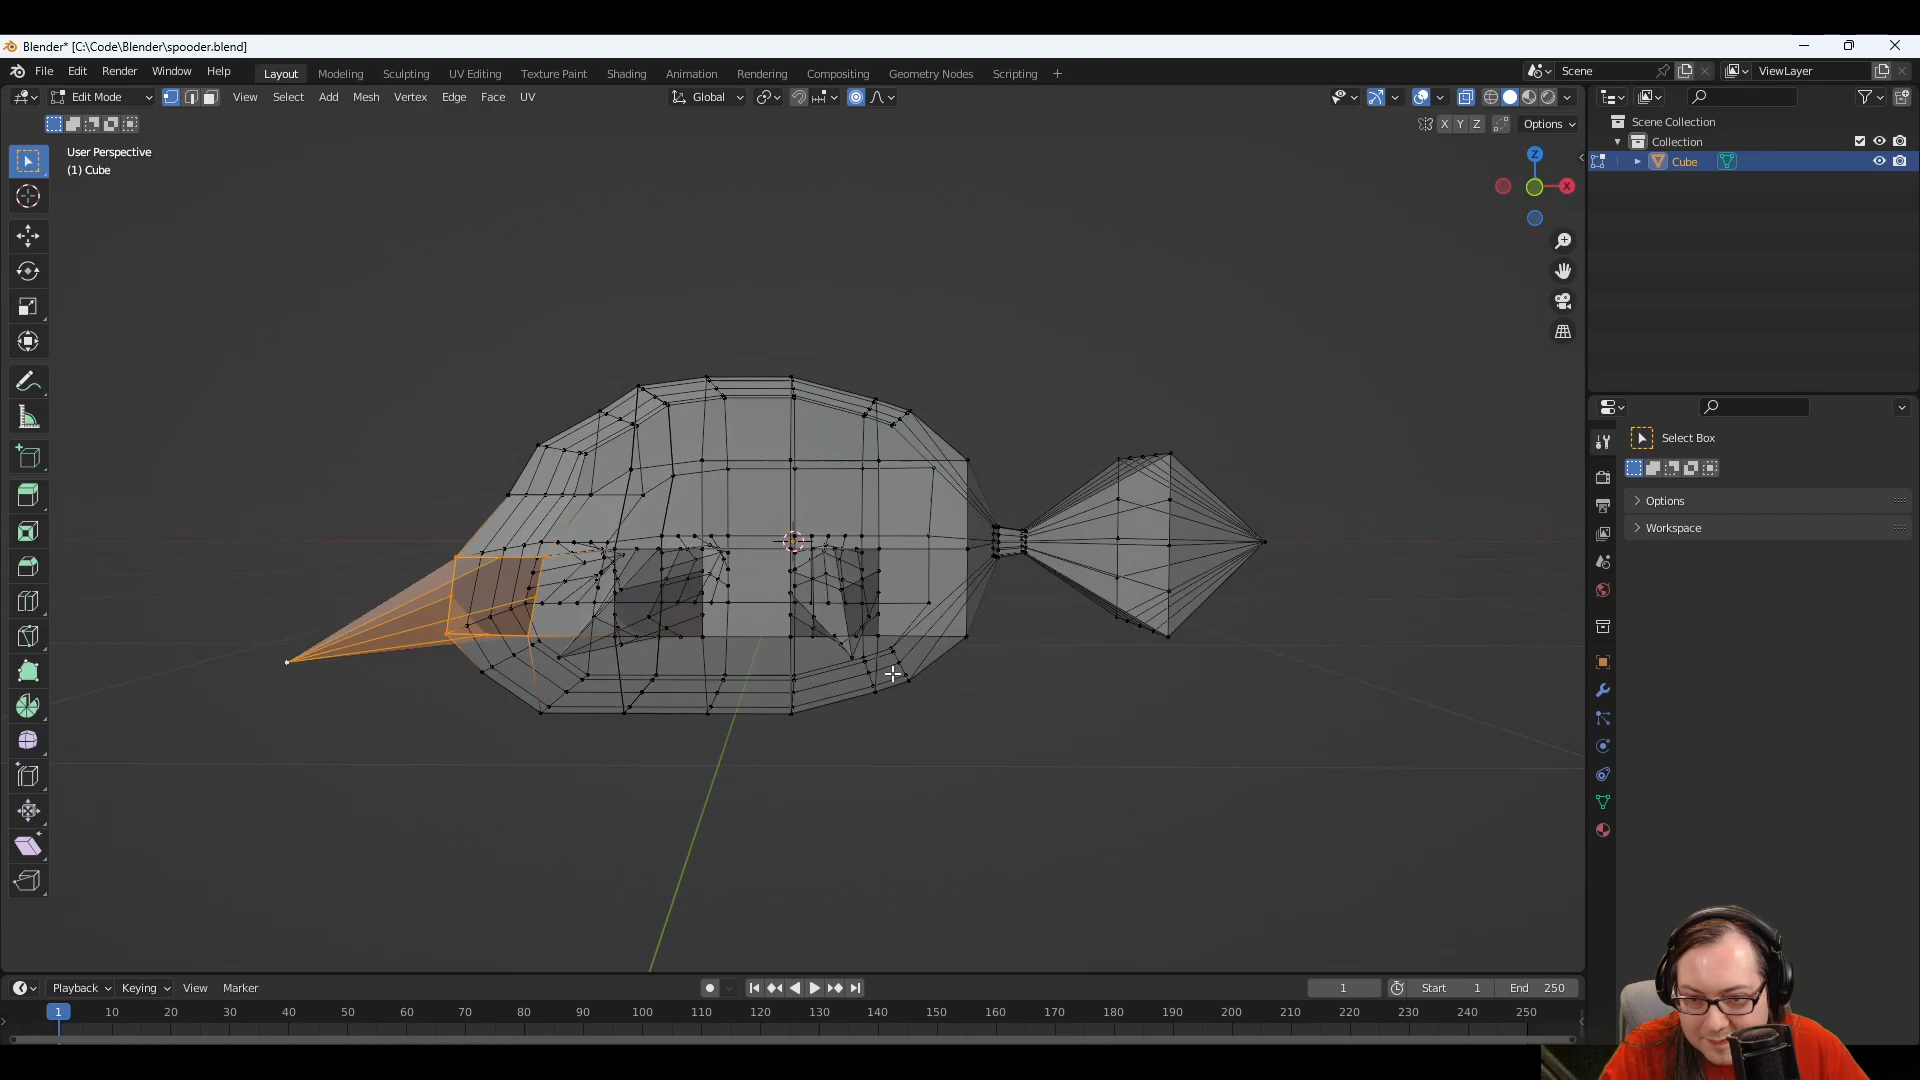 Blender* [C:\Code\Blender\spooder.blend]
File Edit Render Window Help Layout Modeling Sculpting UV Editing Texture Paint Shading Animation Rendering Compositing Geometry Nodes Scripting + Scene ViewLayer
Edit Mode View Select Add Mesh Vertex Edge Face UV Global
X Y Z Options
User Perspective
(1) Cube
Z
X
Scene Collection
Collection
Cube
Select Box
Options
Workspace
Playback Keying View Marker 1 Start 1 End 250
1 10 20 30 40 50 60 70 80 90 100 110 120 130 140 150 160 170 180 190 200 210 220 230 240 250